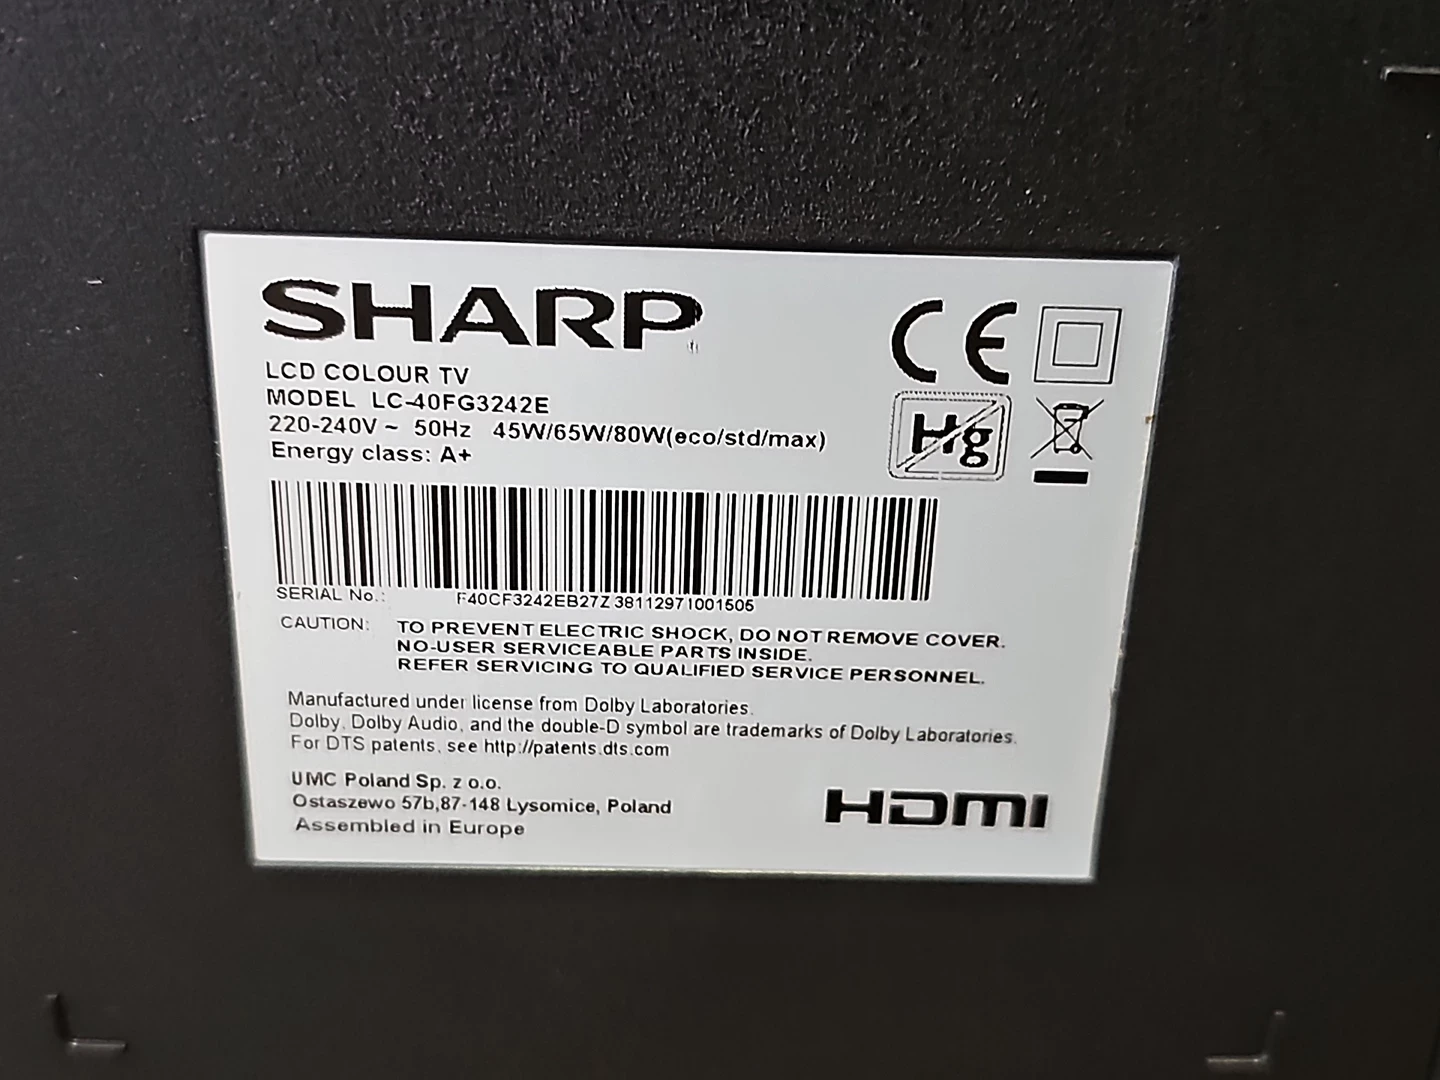 SHARP
LCD COLOUR TV
MODEL LC-40FG3242E
220-240V ~ 50Hz 45W/65W/80W(eco/std/max)
Energy class: A+
CE
Hg
SERIAL No.: F40CF3242EB27Z38112971001505
CAUTION: TO PREVENT ELECTRIC SHOCK, DO NOT REMOVE COVER.
NO-USER SERVICEABLE PARTS INSIDE.
REFER SERVICING TO QUALIFIED SERVICE PERSONNEL.
Manufactured under license from Dolby Laboratories.
Dolby, Dolby Audio, and the double-D symbol are trademarks of Dolby Laboratories.
For DTS patents, see http://patents.dts.com
UMC Poland Sp. z o.o.
Ostaszewo 57b,87-148 Lysomice, Poland
Assembled in Europe
HDMI